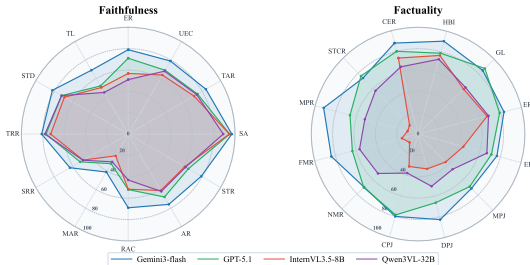 Faithfulness
ER
UEC
TAR
SA
STR
AR
RAC
MAR
SRR
TRR
STD
TL
0
20
40
60
80
100
Factuality
HBI
GL
MPJ
DPJ
CPJ
NMR
FMR
MPR
STCR
CER
0
20
40
60
80
100
Gemini3-flash
GPT-5.1
InternVL3.5-8B
Qwen3VL-32B